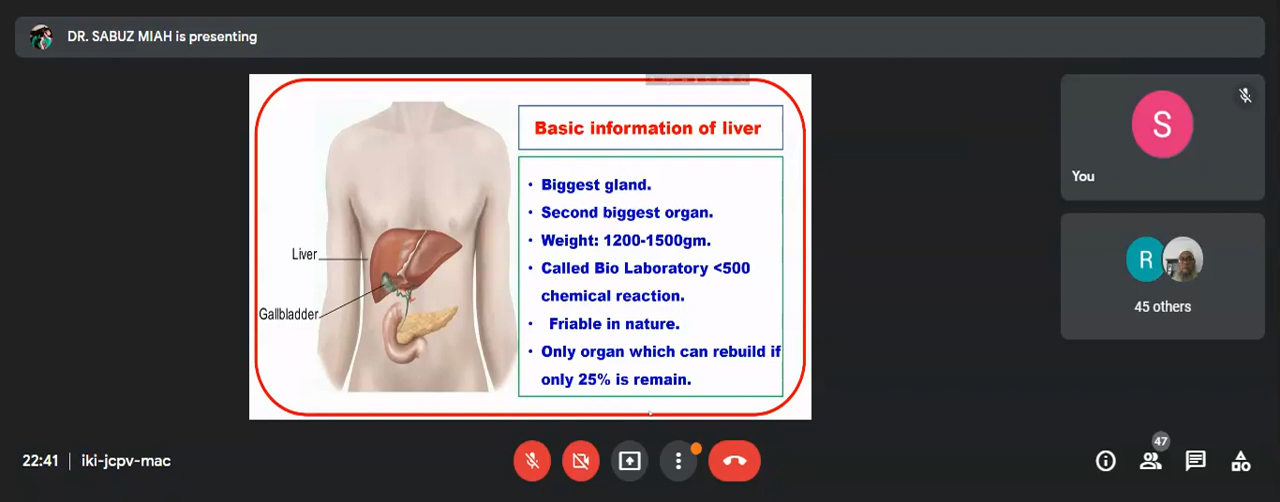 DR. SABUZ MIAH is presenting
Basic information of liver
• Biggest gland.
• Second biggest organ.
• Weight: 1200-1500gm.
• Called Bio Laboratory <500
chemical reaction.
• Friable in nature.
• Only organ which can rebuild if
only 25% is remain.
Liver
Gallbladder
S
You
R
45 others
22:41 | iki-jcpv-mac
47